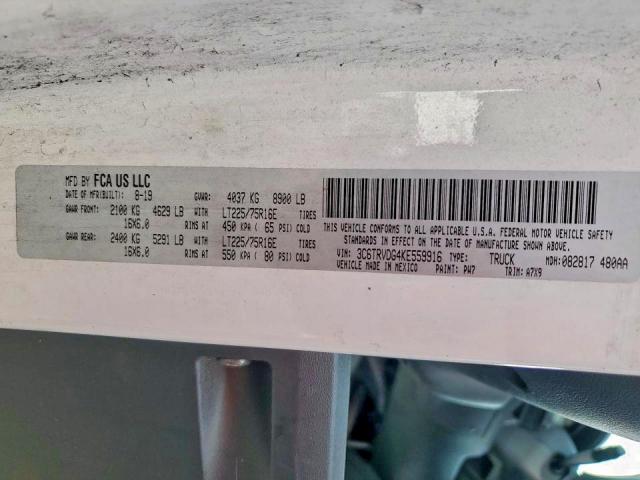 MFD BY FCA US LLC
DATE OF MFR(BUILT): 8-19 GVWR: 4037 KG 8900 LB
GAWR FRONT: 2100 KG 4629 LB WITH LT225/75R16E TIRES
16X6.0 RIMS AT 450 KPA ( 65 PSI) COLD
GAWR REAR: 2400 KG 5291 LB WITH LT225/75R16E TIRES
16X6.0 RIMS AT 550 KPA ( 80 PSI) COLD
THIS VEHICLE CONFORMS TO ALL APPLICABLE U.S.A. FEDERAL MOTOR VEHICLE SAFETY
STANDARDS IN EFFECT ON THE DATE OF MANUFACTURE SHOWN ABOVE.
VIN: 3C6TRVDG4KE559916 TYPE: TRUCK MDH: 082817 480AA
VEHICLE MADE IN MEXICO PAINT: PW7 TRIM: A7X9